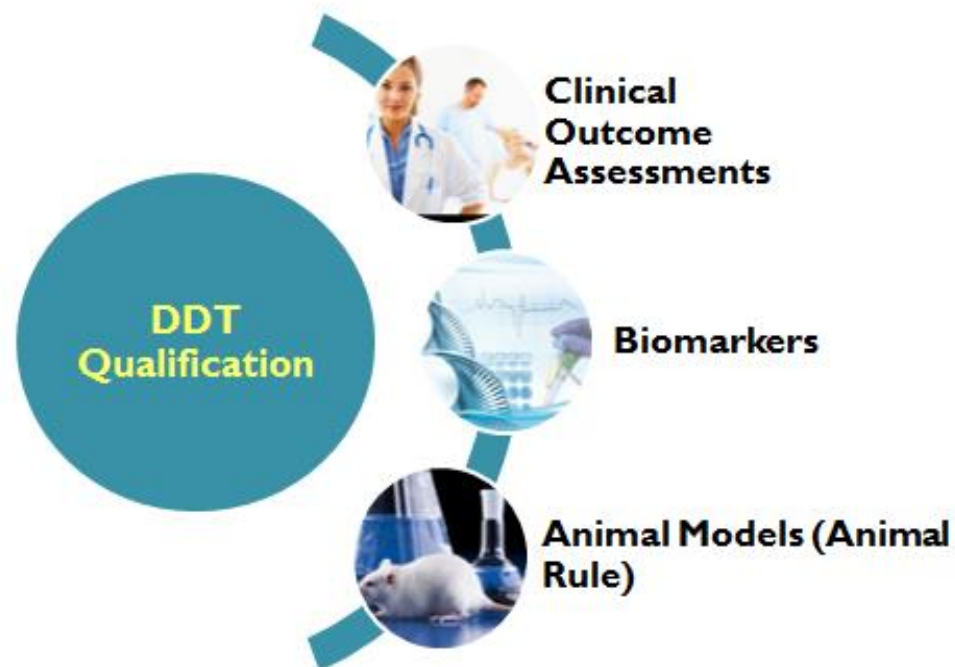 Clinical
Outcome
Assessments
DDT
Qualification
Biomarkers
Animal Models (Animal
Rule)